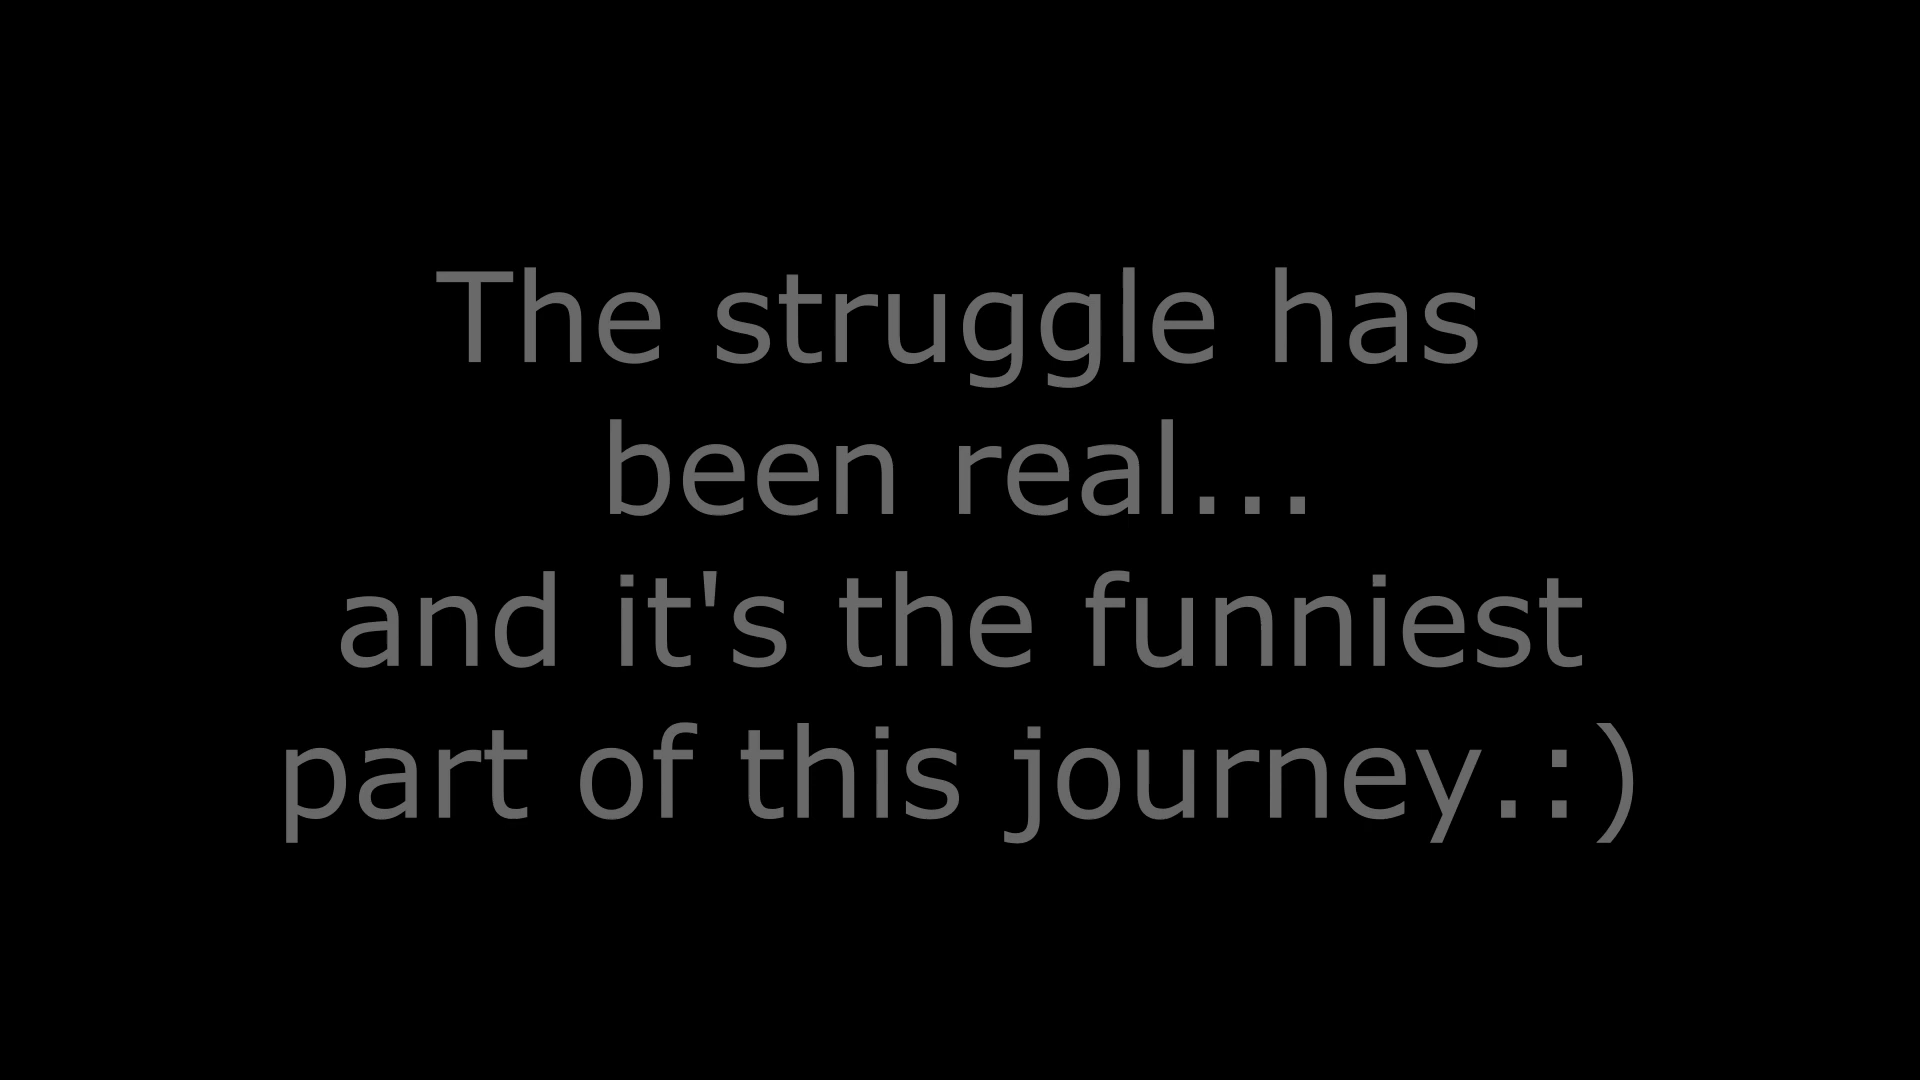 The struggle has
been real...
and it's the funniest
part of this journey.:)